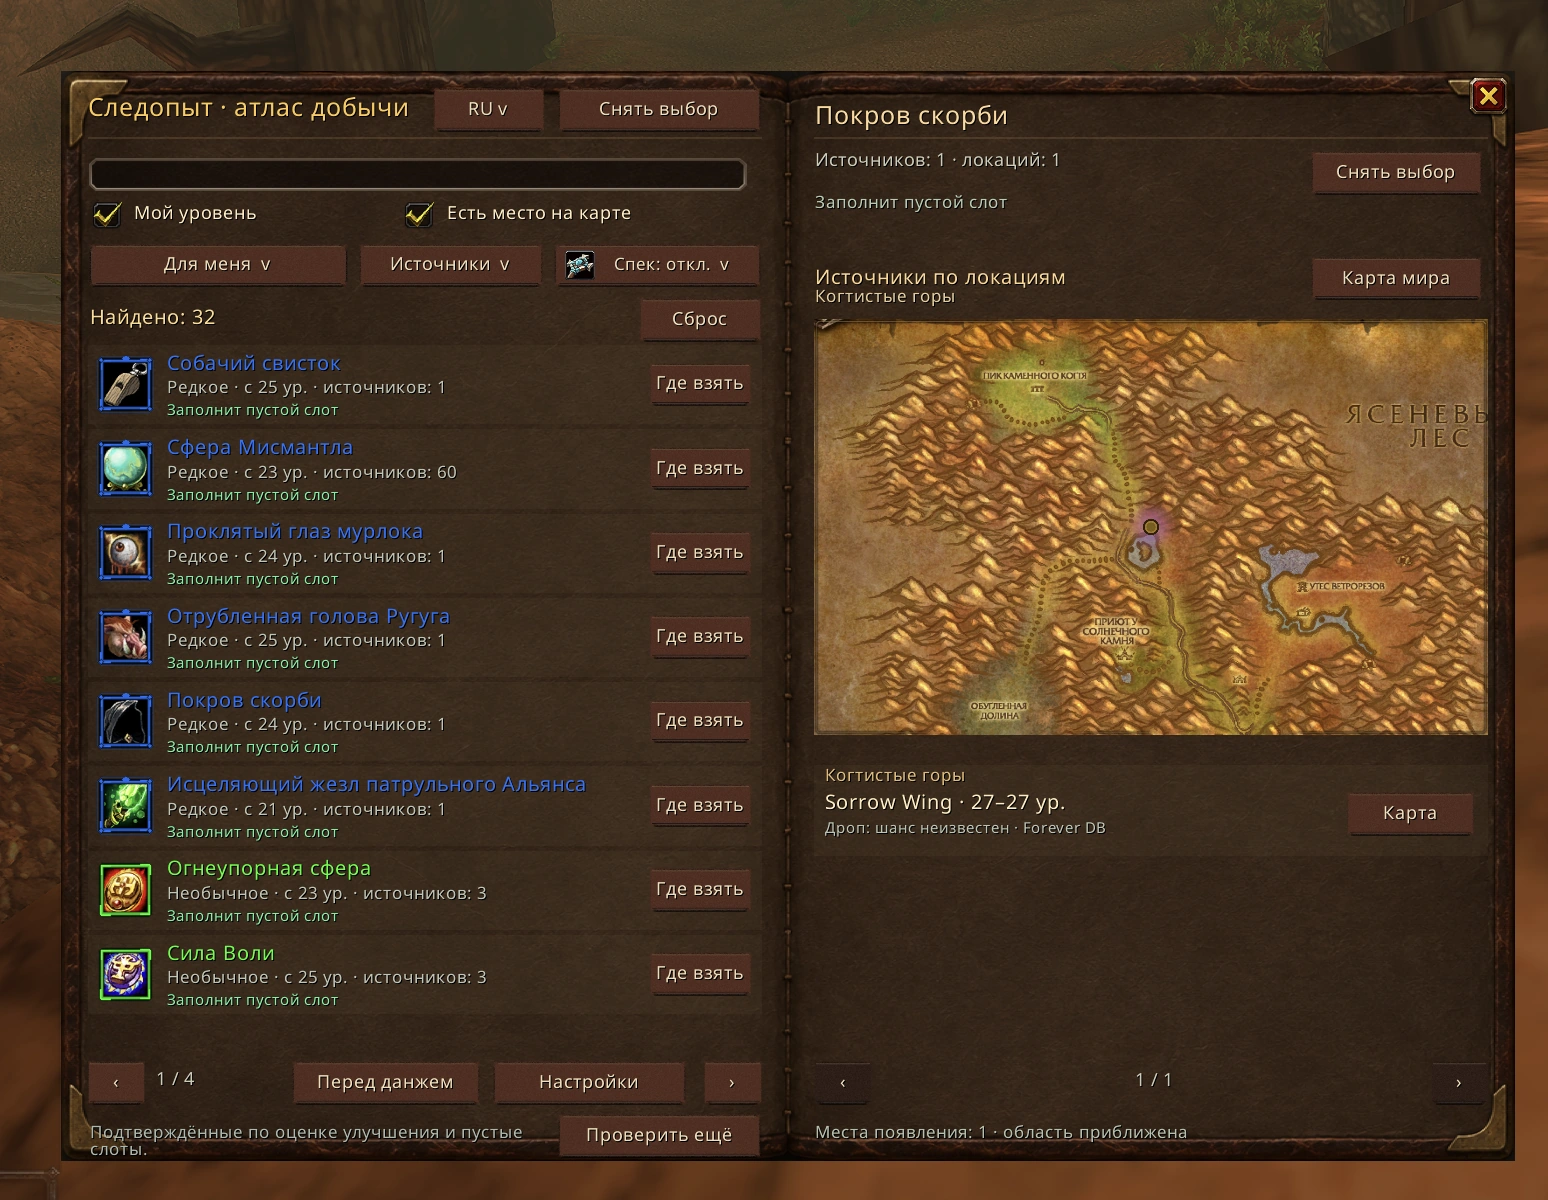 Следопыт · атлас добычи
RU v
Снять выбор
Мой уровень
Есть место на карте
Для меня v
Источники v
Спек: откл. v
Найдено: 32
Сброс
Собачий свисток
Редкое · с 25 ур. · источников: 1
Заполнит пустой слот
Где взять
Сфера Мисмантла
Редкое · с 23 ур. · источников: 60
Заполнит пустой слот
Где взять
Проклятый глаз мурлока
Редкое · с 24 ур. · источников: 1
Заполнит пустой слот
Где взять
Отрубленная голова Ругуга
Редкое · с 25 ур. · источников: 1
Заполнит пустой слот
Где взять
Покров скорби
Редкое · с 24 ур. · источников: 1
Заполнит пустой слот
Где взять
Исцеляющий жезл патрульного Альянса
Редкое · с 21 ур. · источников: 1
Заполнит пустой слот
Где взять
Огнеупорная сфера
Необычное · с 23 ур. · источников: 3
Заполнит пустой слот
Где взять
Сила Воли
Необычное · с 25 ур. · источников: 3
Заполнит пустой слот
Где взять
‹
1 / 4
Перед данжем
Настройки
›
Подтверждённые по оценке улучшения и пустые
слоты.
Проверить ещё
Покров скорби
Источников: 1 · локаций: 1
Снять выбор
Заполнит пустой слот
Источники по локациям
Когтистые горы
Карта мира
ПИК КАМЕННОГО КОГТЯ
ЯСЕНЕВЫ
ЛЕС
УТЕС ВЕТРОРЕЗОВ
ПРИЮТ У
СОЛНЕЧНОГО
КАМНЯ
ОБУГЛЕННАЯ
ДОЛИНА
Когтистые горы
Sorrow Wing · 27–27 ур.
Дроп: шанс неизвестен · Forever DB
Карта
‹
1 / 1
›
Места появления: 1 · область приближена